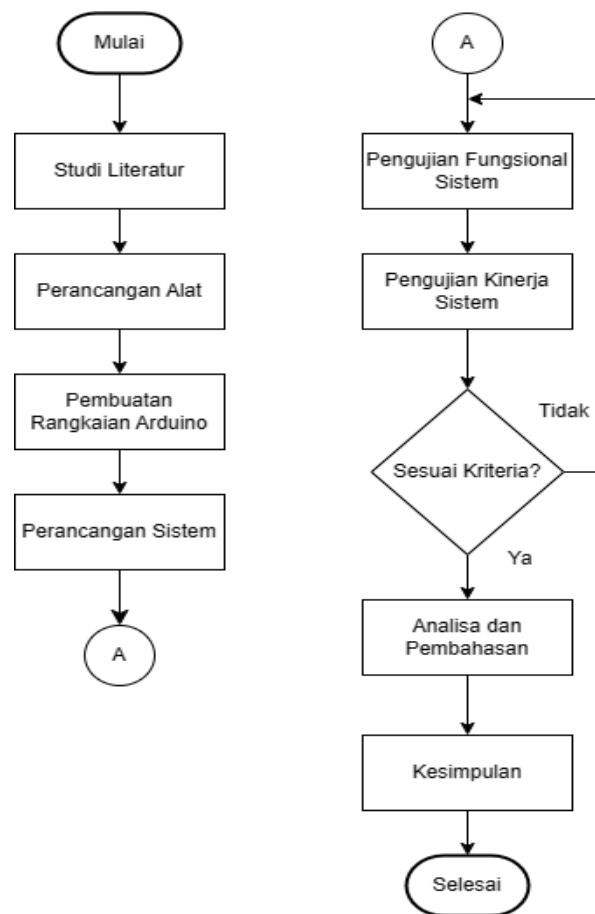 Mulai
Studi Literatur
Perancangan Alat
Pembuatan
Rangkaian Arduino
Perancangan Sistem
A
A
Pengujian Fungsional
Sistem
Pengujian Kinerja
Sistem
Tidak
Sesuai Kriteria?
Ya
Analisa dan
Pembahasan
Kesimpulan
Selesai